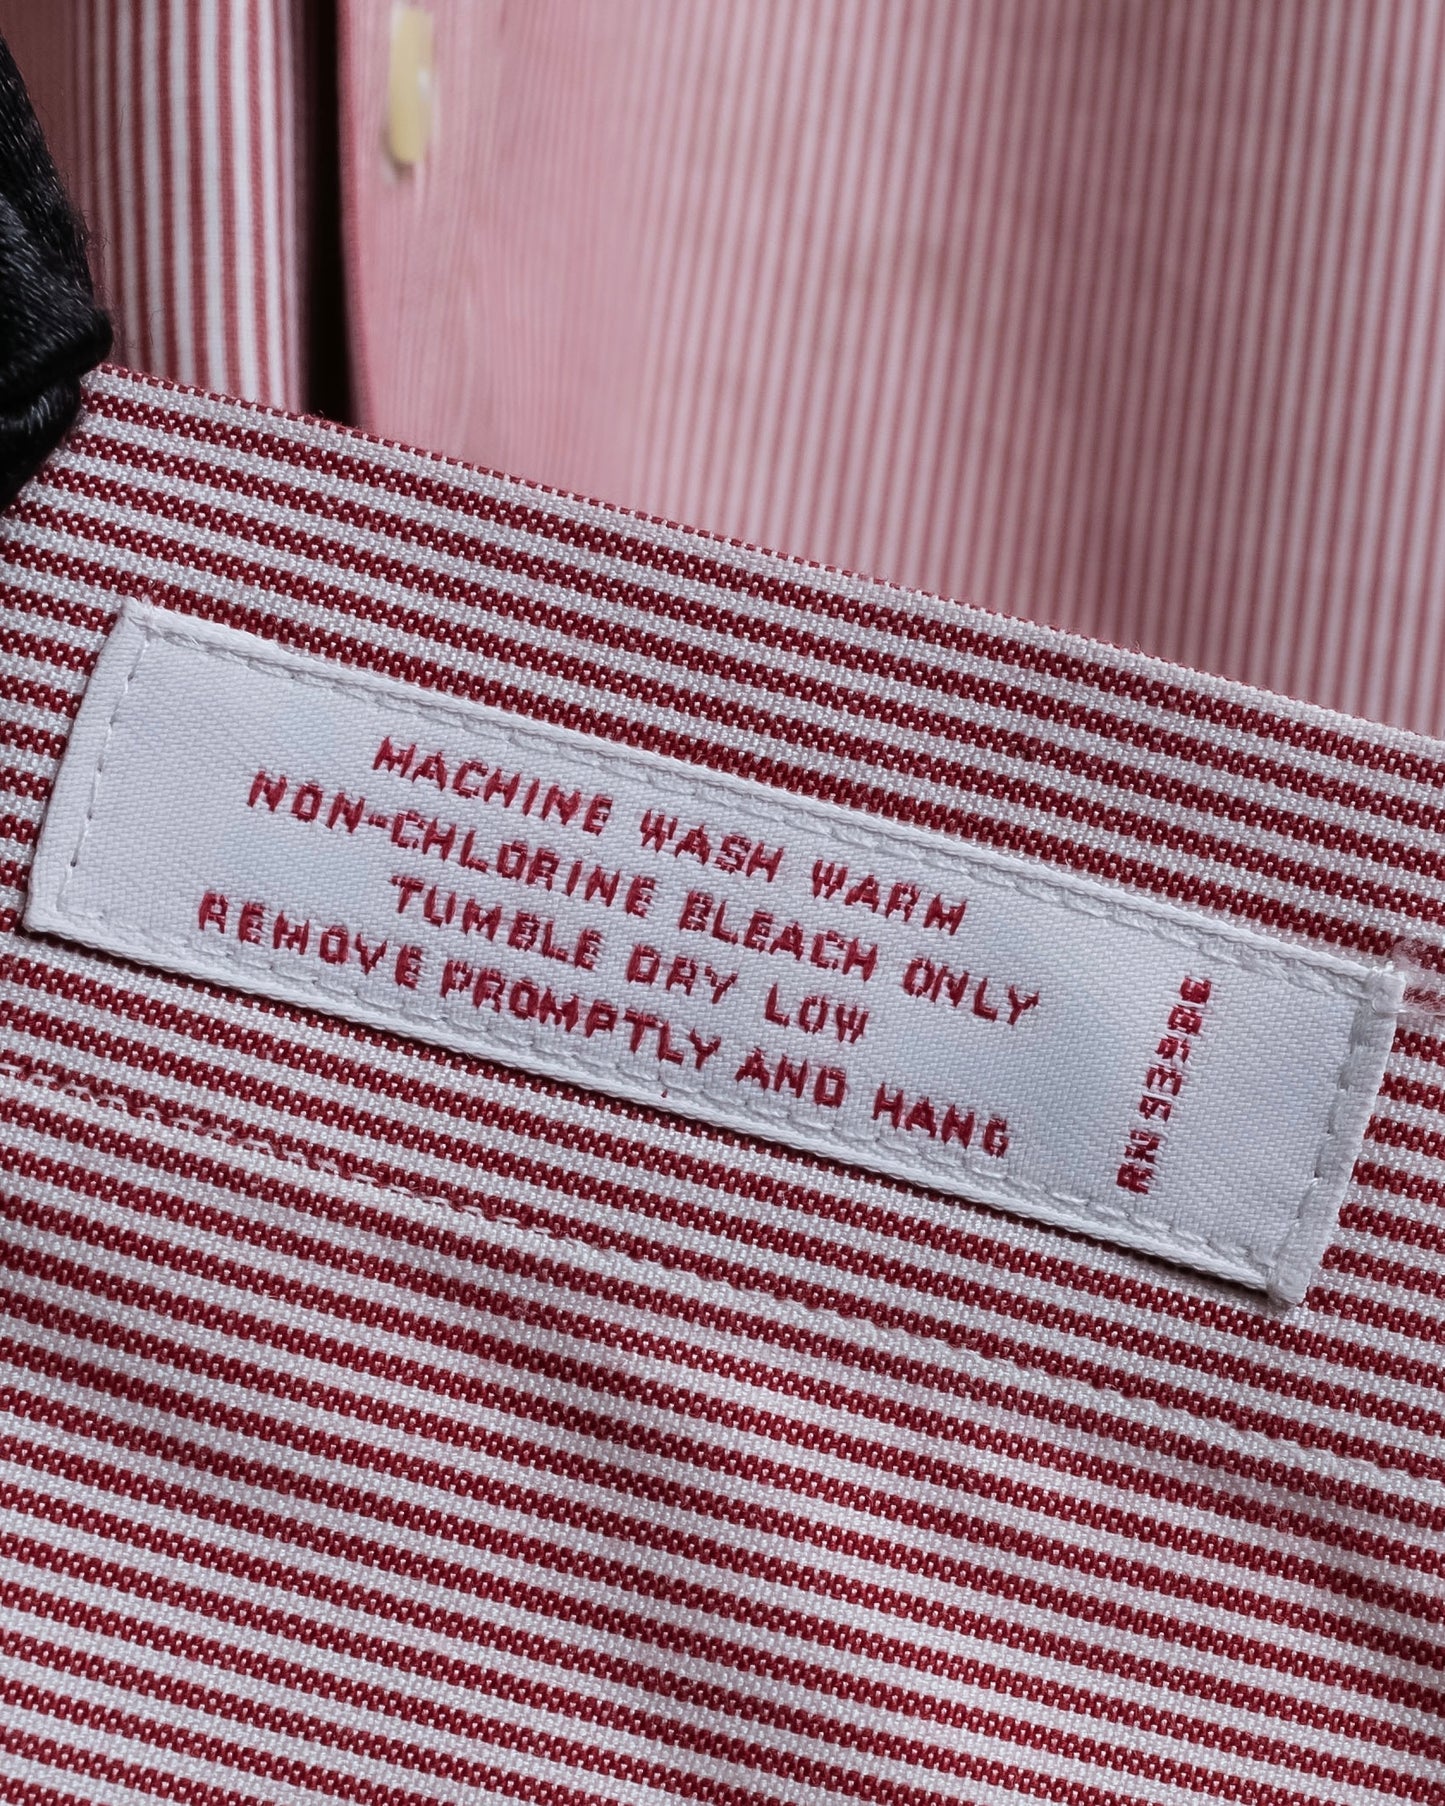 MACHINE WASH WARM
NON-CHLORINE BLEACH ONLY
TUMBLE DRY LOW
REMOVE PROMPTLY AND HANG